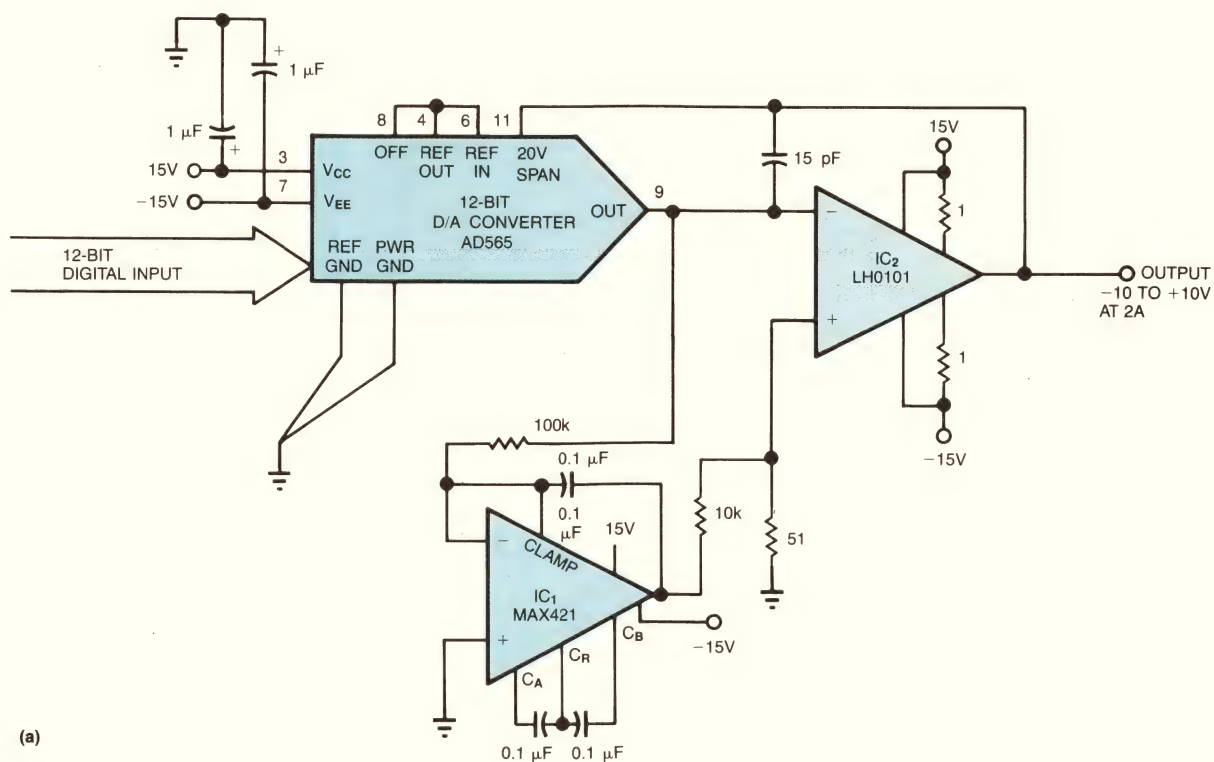 +
1 µF
1 µF
+
8 4 6 11
OFF REF OUT REF IN 20V SPAN
15V
3
VCC
-15V
7
VEE
12-BIT
D/A CONVERTER
AD565
OUT
9
REF GND PWR GND
12-BIT
DIGITAL INPUT
15 pF
15V
1
−
IC2
LH0101
+
OUTPUT
−10 TO +10V
AT 2A
1
−15V
100k
0.1 µF
0.1
µF
15V
10k
51
−
CLAMP
IC1
MAX421
+
CB
−15V
CR
CA
0.1 µF 0.1 µF
(a)